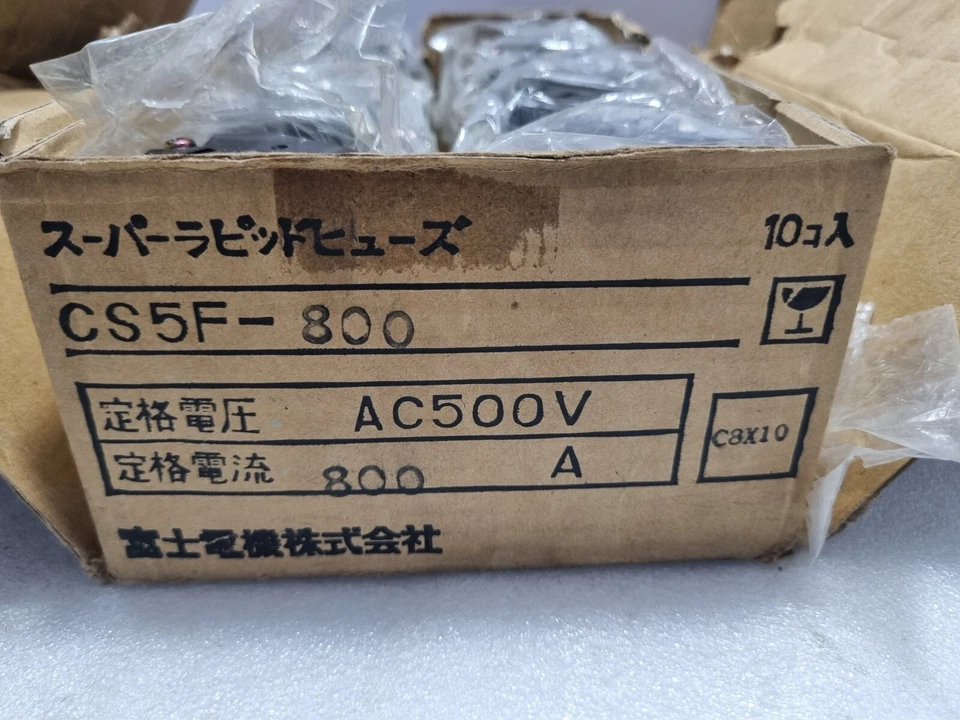 スーパーラピッドヒューズ 10コ入
CS5F-800
定格電圧 AC500V
定格電流 800 A
C8X10
富士電機株式会社